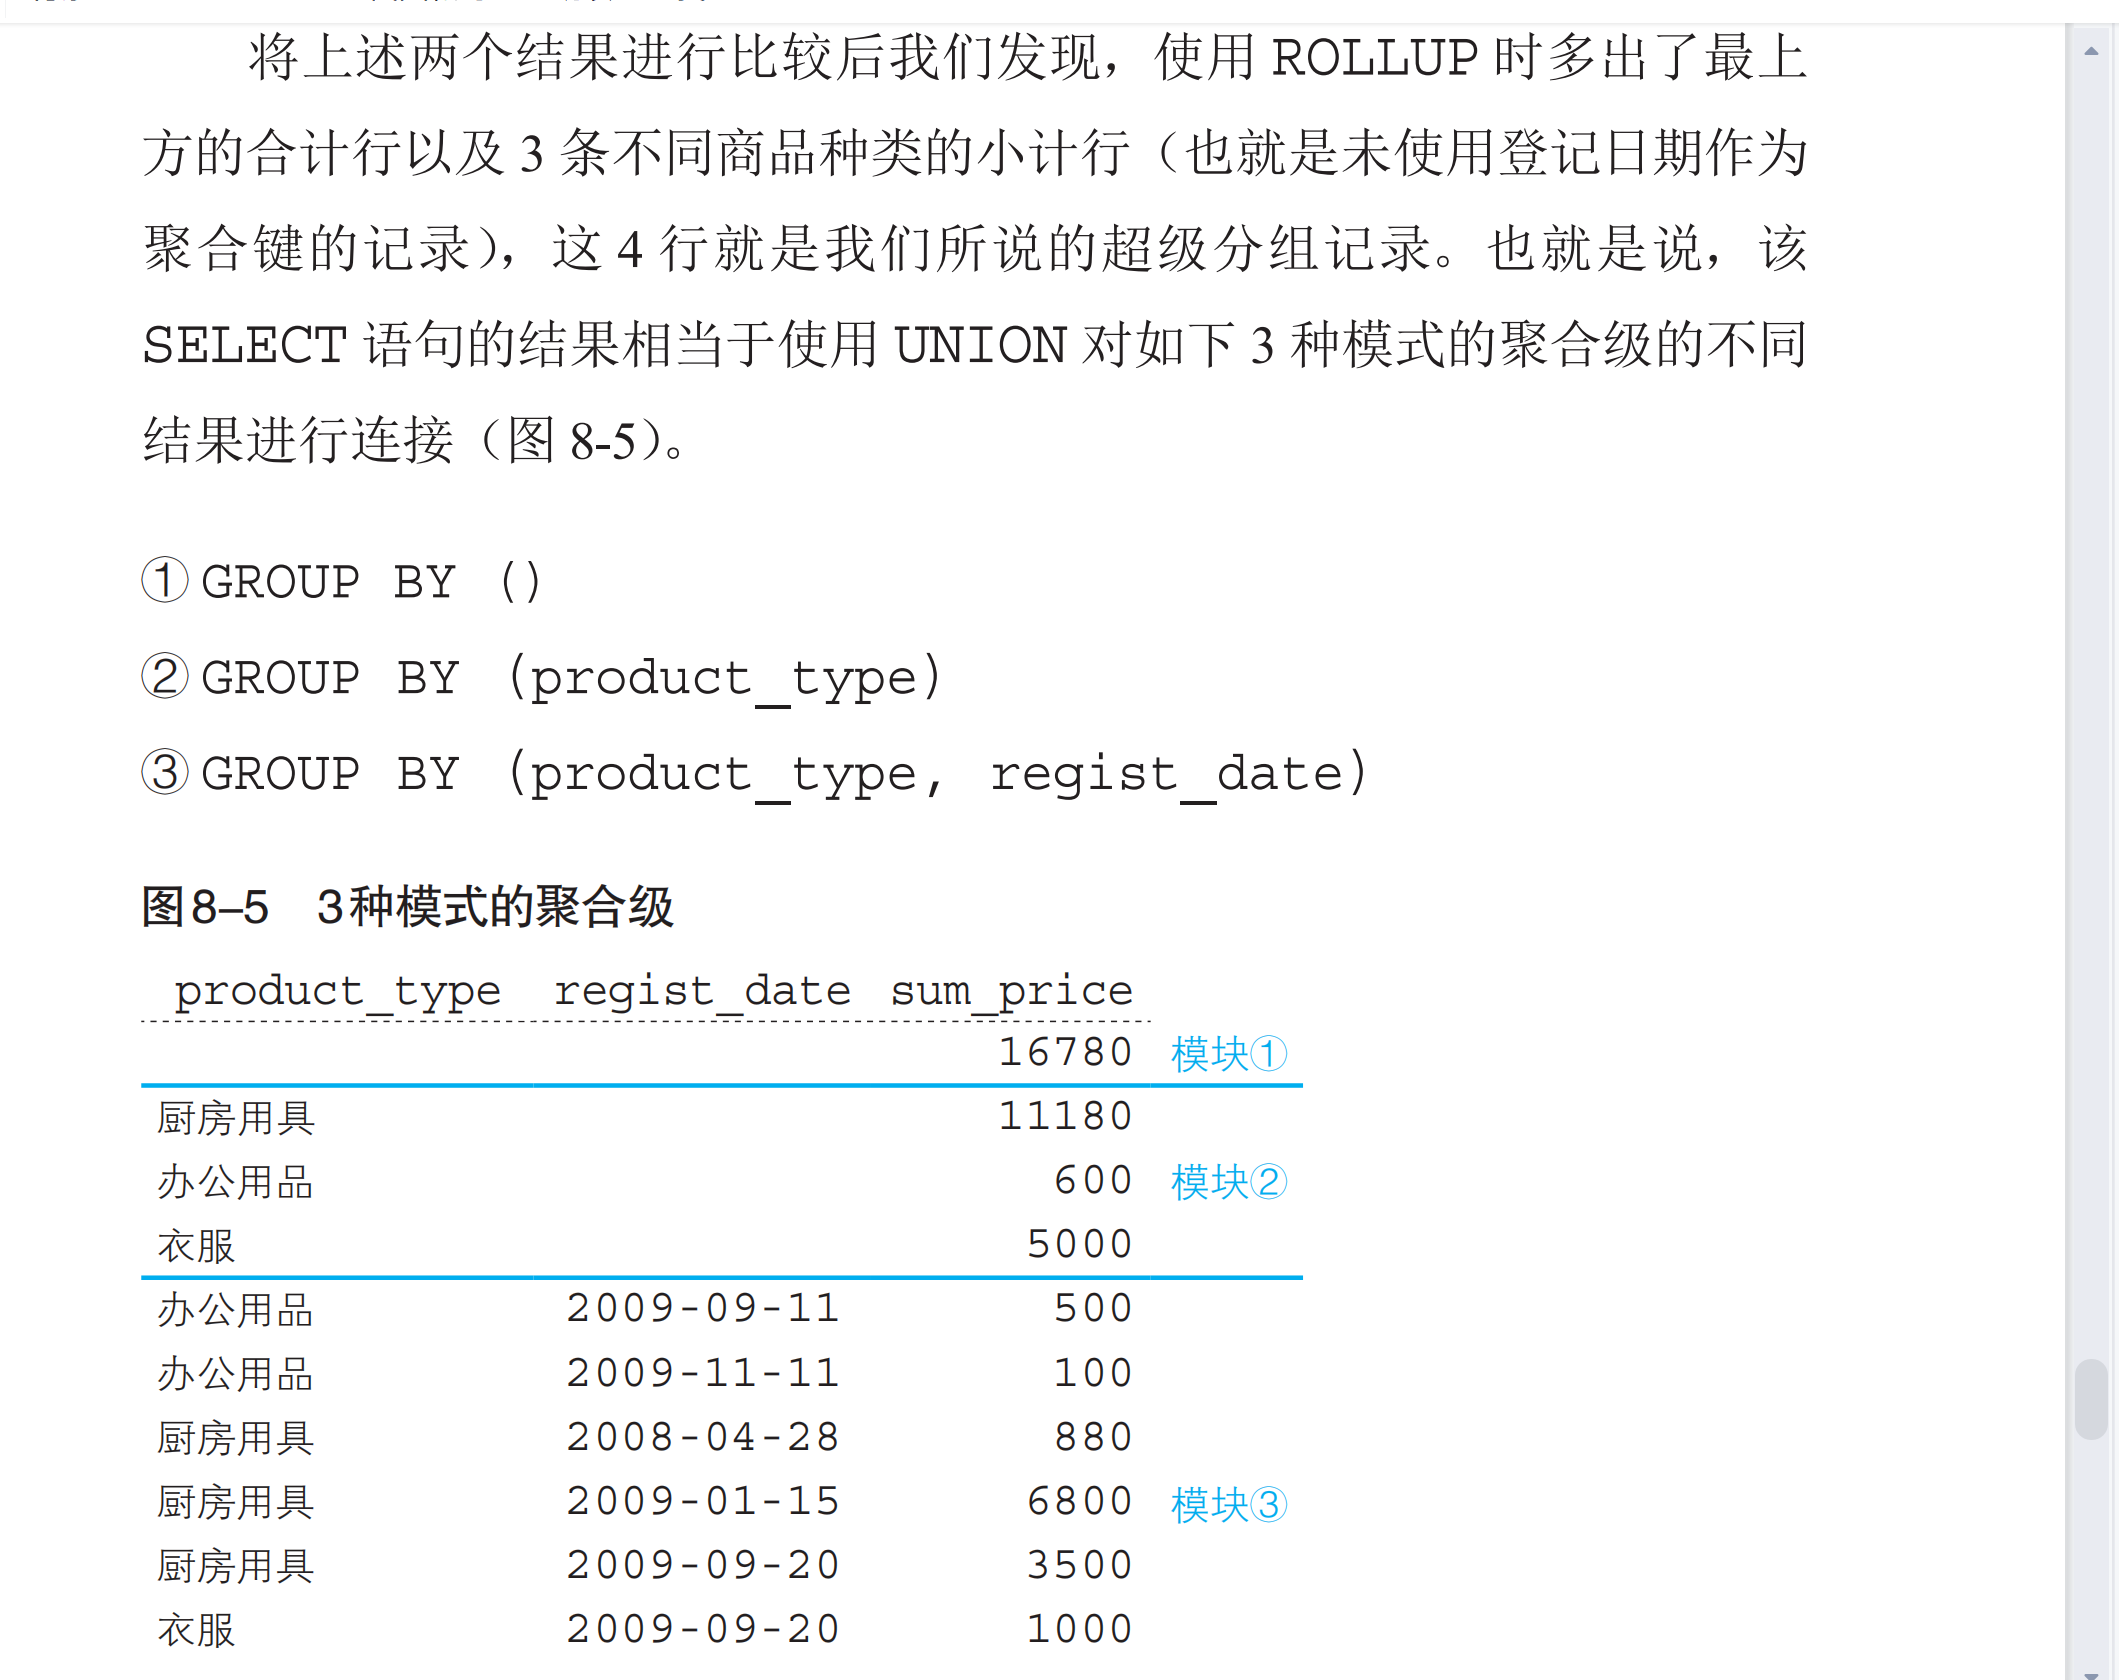 将上述两个结果进行比较后我们发现，使用 ROLLUP 时多出了最上
方的合计行以及 3 条不同商品种类的小计行（也就是未使用登记日期作为
聚合键的记录），这 4 行就是我们所说的超级分组记录。也就是说，该
SELECT 语句的结果相当于使用 UNION 对如下 3 种模式的聚合级的不同
结果进行连接（图 8-5）。
① GROUP BY ()
② GROUP BY (product_type)
③ GROUP BY (product_type, regist_date)
图8–5　3种模式的聚合级
product_type regist_date sum_price
16780 模块①
厨房用具 11180
办公用品 600 模块②
衣服 5000
办公用品 2009-09-11 500
办公用品 2009-11-11 100
厨房用具 2008-04-28 880
厨房用具 2009-01-15 6800 模块③
厨房用具 2009-09-20 3500
衣服 2009-09-20 1000